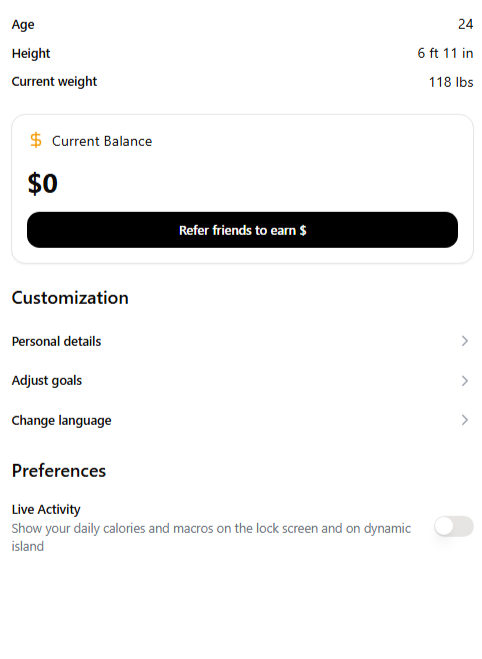 Age 24
Height 6 ft 11 in
Current weight 118 lbs
$ Current Balance
$0
Refer friends to earn $
Customization
Personal details
Adjust goals
Change language
Preferences
Live Activity
Show your daily calories and macros on the lock screen and on dynamic
island